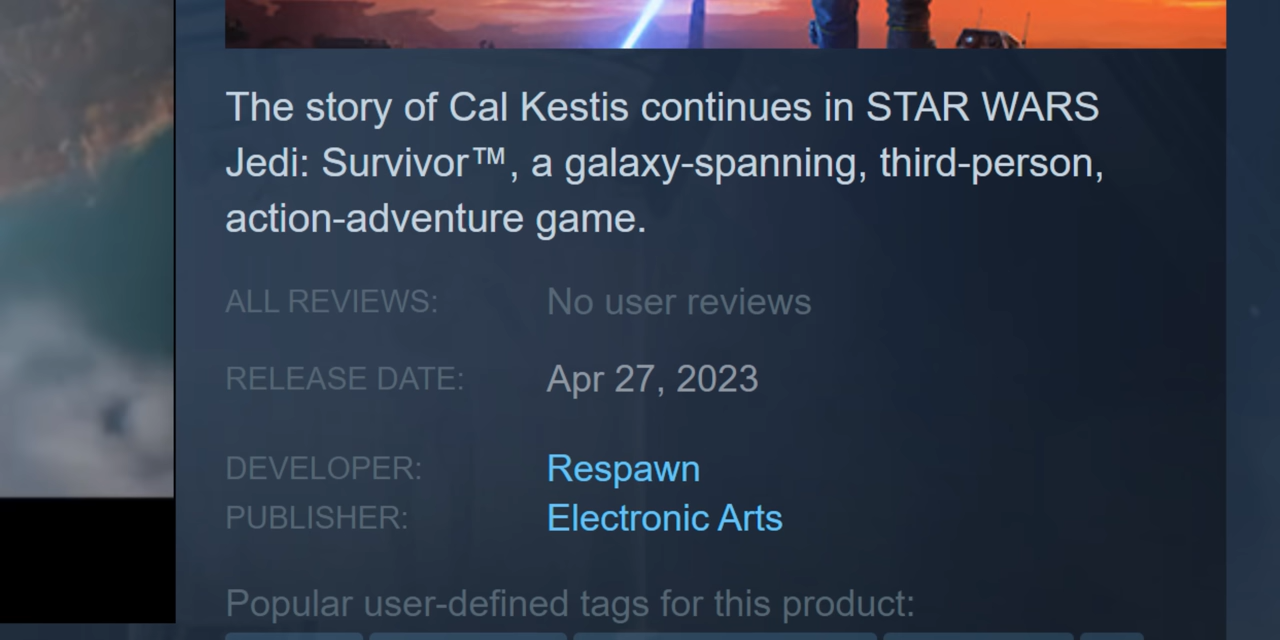 The story of Cal Kestis continues in STAR WARS
Jedi: Survivor™, a galaxy-spanning, third-person,
action-adventure game.
ALL REVIEWS: No user reviews
RELEASE DATE: Apr 27, 2023
DEVELOPER: Respawn
PUBLISHER: Electronic Arts
Popular user-defined tags for this product: